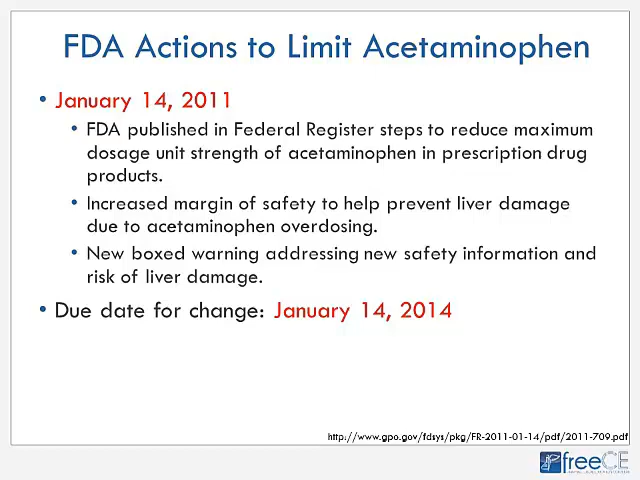 FDA Actions to Limit Acetaminophen
• January 14, 2011
• FDA published in Federal Register steps to reduce maximum
dosage unit strength of acetaminophen in prescription drug
products.
• Increased margin of safety to help prevent liver damage
due to acetaminophen overdosing.
• New boxed warning addressing new safety information and
risk of liver damage.
• Due date for change: January 14, 2014
http://www.gpo.gov/fdsys/pkg/FR-2011-01-14/pdf/2011-709.pdf
freeCE